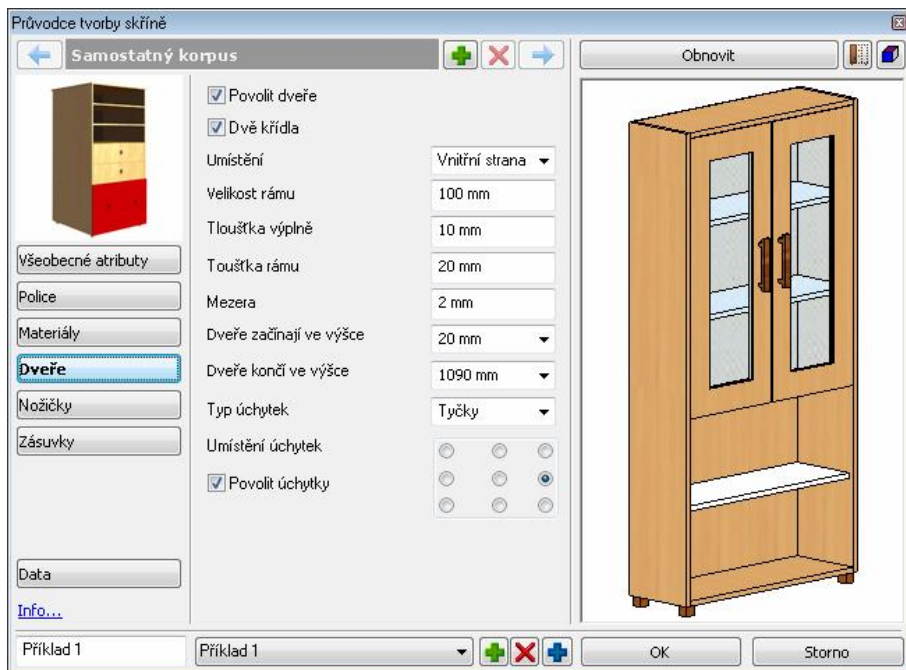 Průvodce tvorby skříně
Samostatný korpus
Obnovit
Povolit dveře
Dvě křídla
Umístění
Vnitřní strana
Velikost rámu
100 mm
Tloušťka výplně
10 mm
Toušťka rámu
20 mm
Mezera
2 mm
Dveře začínají ve výšce
20 mm
Dveře končí ve výšce
1090 mm
Typ úchytek
Tyčky
Umístění úchytek
Povolit úchytky
Všeobecné atributy
Police
Materiály
Dveře
Nožičky
Zásuvky
Data
Info...
Příklad 1
Příklad 1
OK
Storno